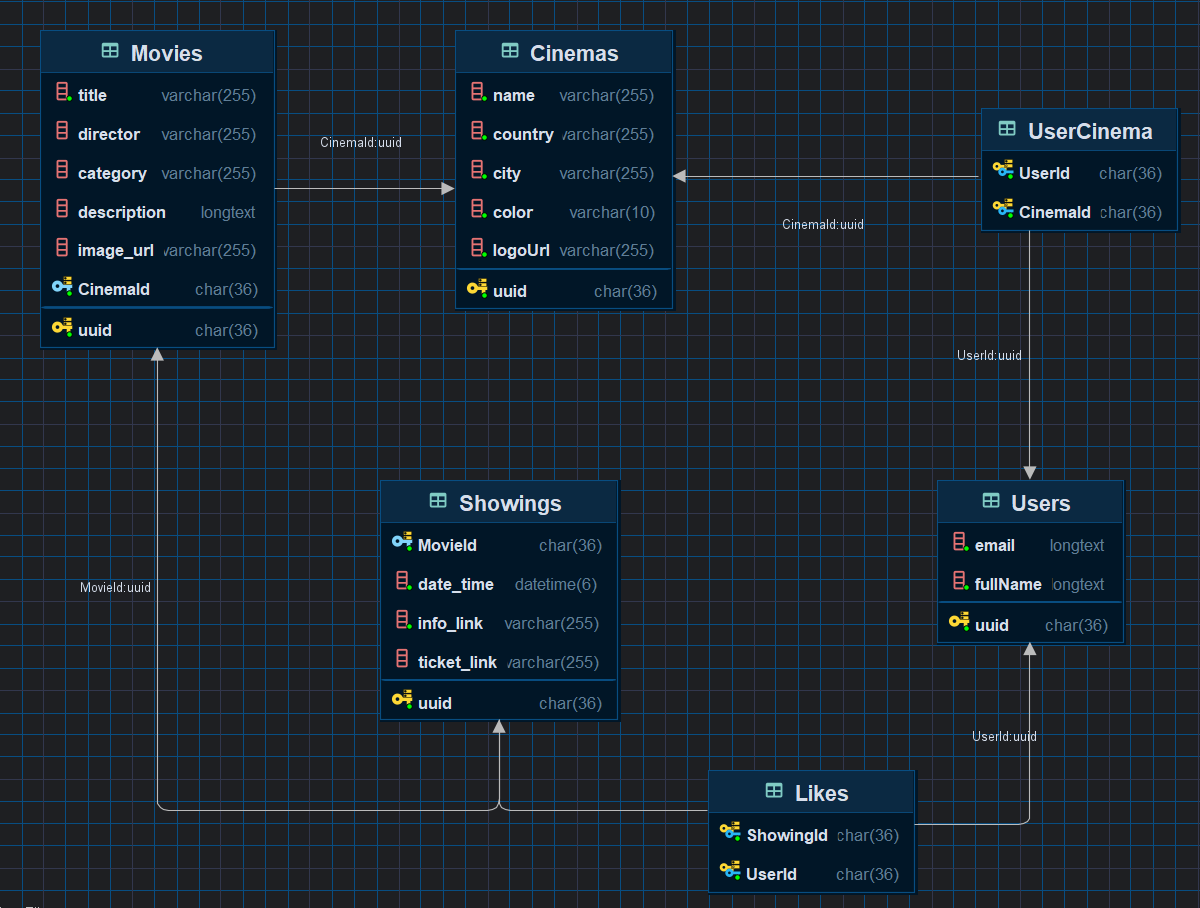 Movies
title varchar(255)
director varchar(255)
category varchar(255)
description longtext
image_url varchar(255)
CinemaId char(36)
uuid char(36)
CinemaId:uuid
Cinemas
name varchar(255)
country varchar(255)
city varchar(255)
color varchar(10)
logoUrl varchar(255)
uuid char(36)
CinemaId:uuid
UserCinema
UserId char(36)
CinemaId char(36)
UserId:uuid
MovieId:uuid
Showings
MovieId char(36)
date_time datetime(6)
info_link varchar(255)
ticket_link varchar(255)
uuid char(36)
Users
email longtext
fullName longtext
uuid char(36)
UserId:uuid
Likes
ShowingId char(36)
UserId char(36)